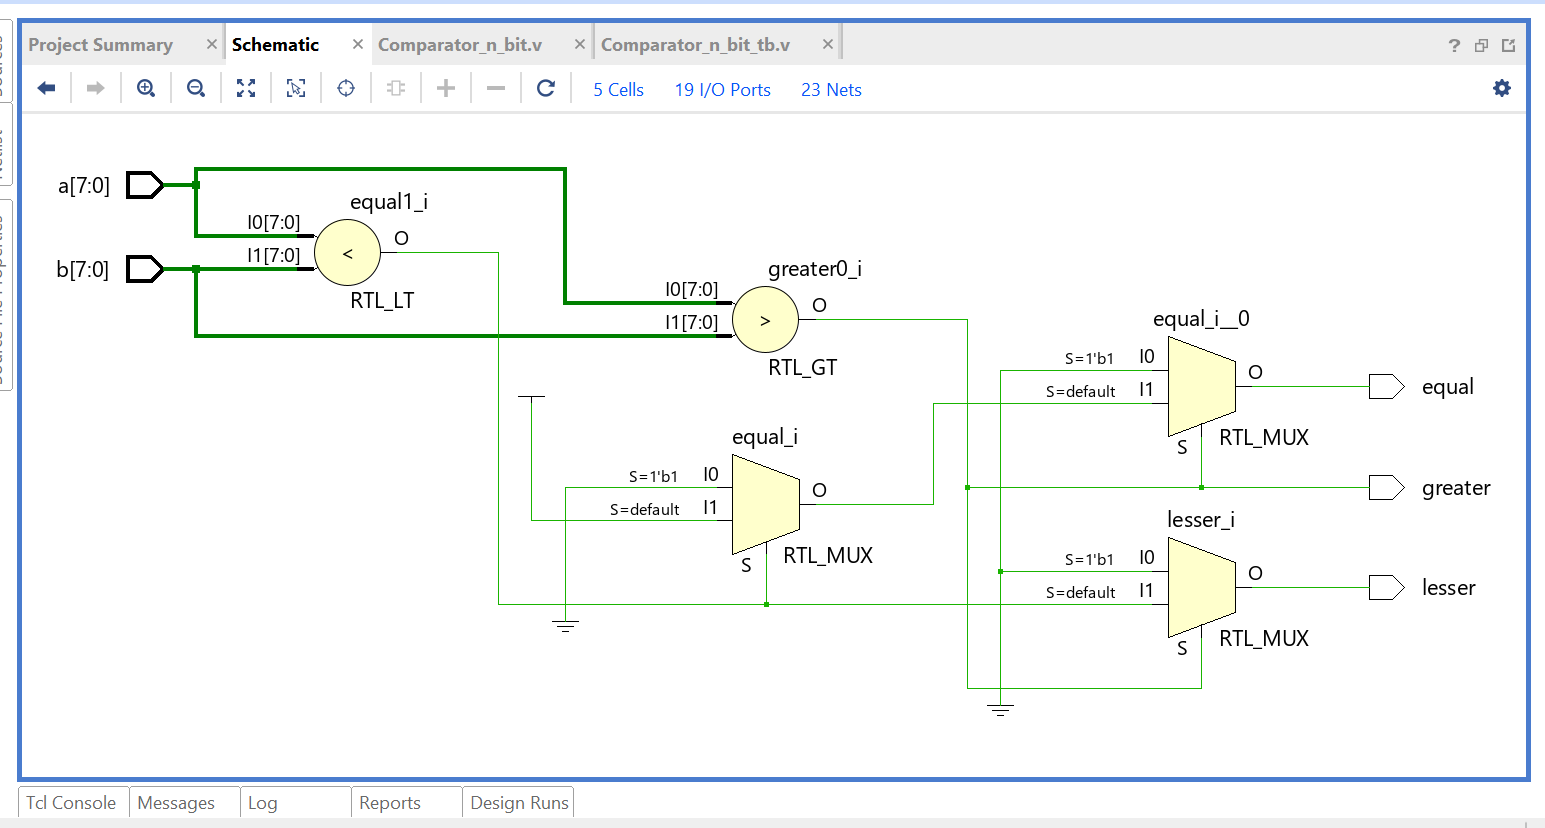 Project Summary × Schematic × Comparator_n_bit.v × Comparator_n_bit_tb.v × ?
5 Cells 19 I/O Ports 23 Nets
a[7:0]
equal1_i
I0[7:0]
O
b[7:0]
I1[7:0]
<
RTL_LT
greater0_i
I0[7:0]
O
I1[7:0]
>
RTL_GT
equal_i__0
S=1'b1 I0
O
S=default I1
equal
S
RTL_MUX
equal_i
S=1'b1 I0
O
S=default I1
S
RTL_MUX
greater
lesser_i
S=1'b1 I0
O
S=default I1
lesser
S
RTL_MUX
Tcl Console Messages Log Reports Design Runs